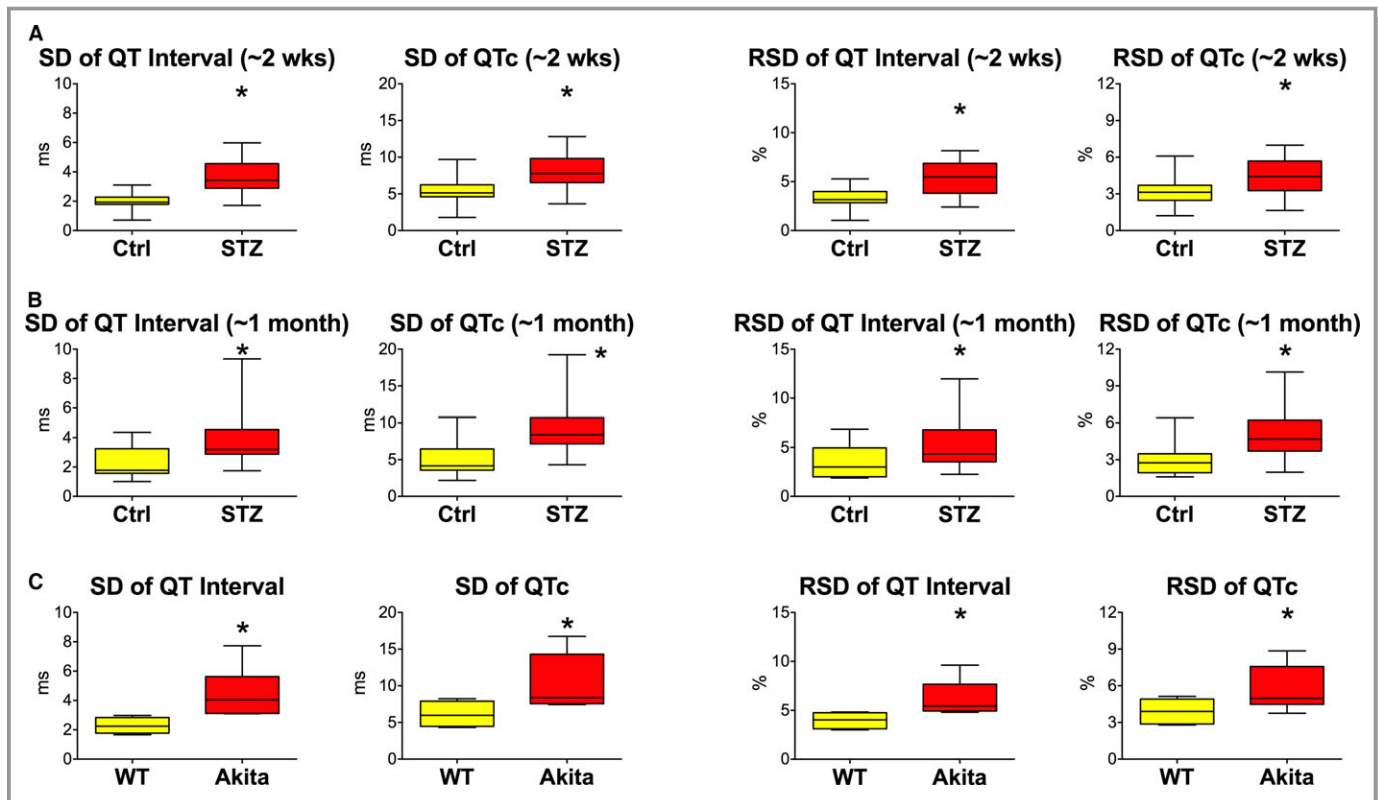 A
SD of QT Interval (~2 wks)
10
8
6
4
2
0
ms
*
Ctrl STZ
SD of QTc (~2 wks)
20
15
10
5
0
ms
*
Ctrl STZ
RSD of QT Interval (~2 wks)
15
10
5
0
%
*
Ctrl STZ
RSD of QTc (~2 wks)
12
9
6
3
0
%
*
Ctrl STZ
B
SD of QT Interval (~1 month)
10
8
6
4
2
0
ms
*
Ctrl STZ
SD of QTc (~1 month)
20
15
10
5
0
ms
*
Ctrl STZ
RSD of QT Interval (~1 month)
15
10
5
0
%
*
Ctrl STZ
RSD of QTc (~1 month)
12
9
6
3
0
%
*
Ctrl STZ
C
SD of QT Interval
10
8
6
4
2
0
ms
*
WT Akita
SD of QTc
20
15
10
5
0
ms
*
WT Akita
RSD of QT Interval
15
10
5
0
%
*
WT Akita
RSD of QTc
12
9
6
3
0
%
*
WT Akita